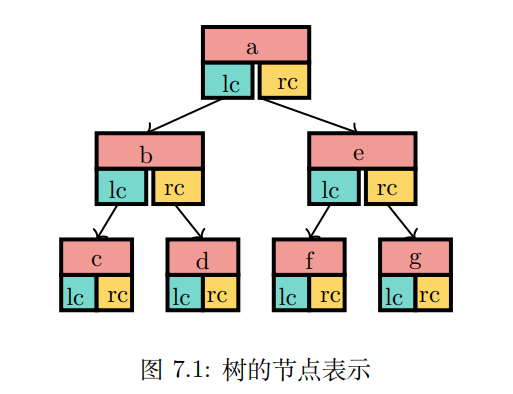 a
lc rc
b e
lc rc lc rc
c d f g
lc rc lc rc lc rc lc rc
图 7.1: 树的节点表示